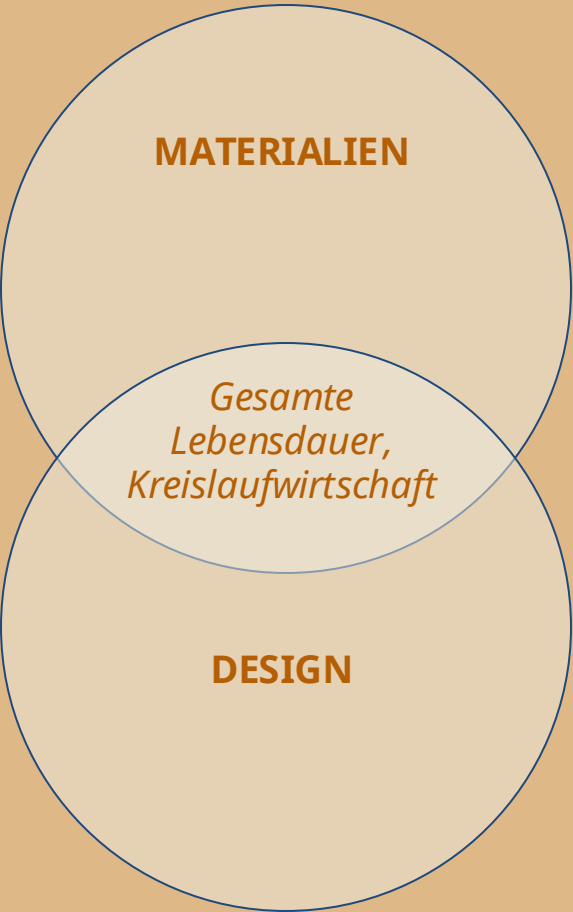 MATERIALIEN
Gesamte
Lebensdauer,
Kreislaufwirtschaft
DESIGN